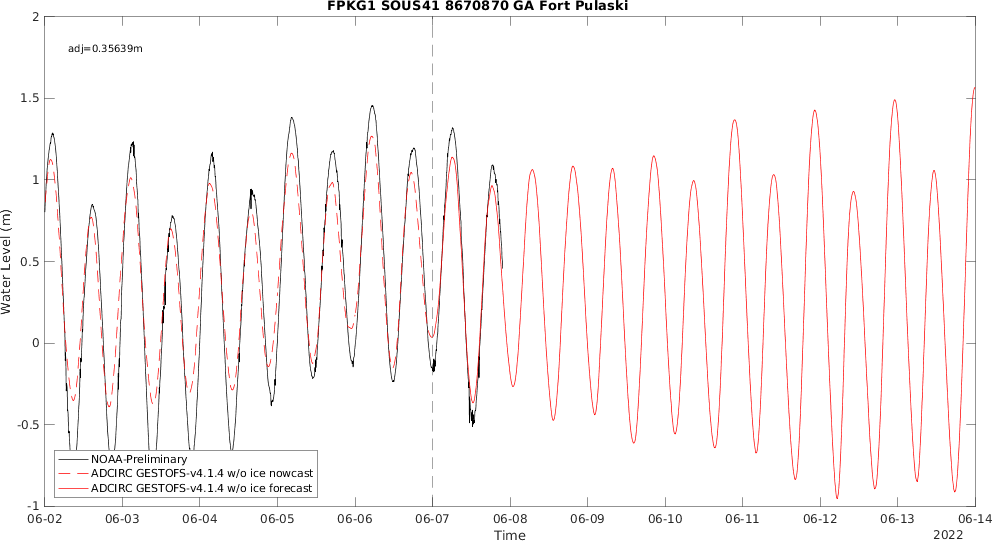 FPKG1 SOUS41 8670870 GA Fort Pulaski
adj=0.35639m
Water Level (m)
2
1.5
1
0.5
0
-0.5
-1
NOAA-Preliminary
ADCIRC GESTOFS-v4.1.4 w/o ice nowcast
ADCIRC GESTOFS-v4.1.4 w/o ice forecast
06-02 06-03 06-04 06-05 06-06 06-07 06-08 06-09 06-10 06-11 06-12 06-13 06-14
Time
2022